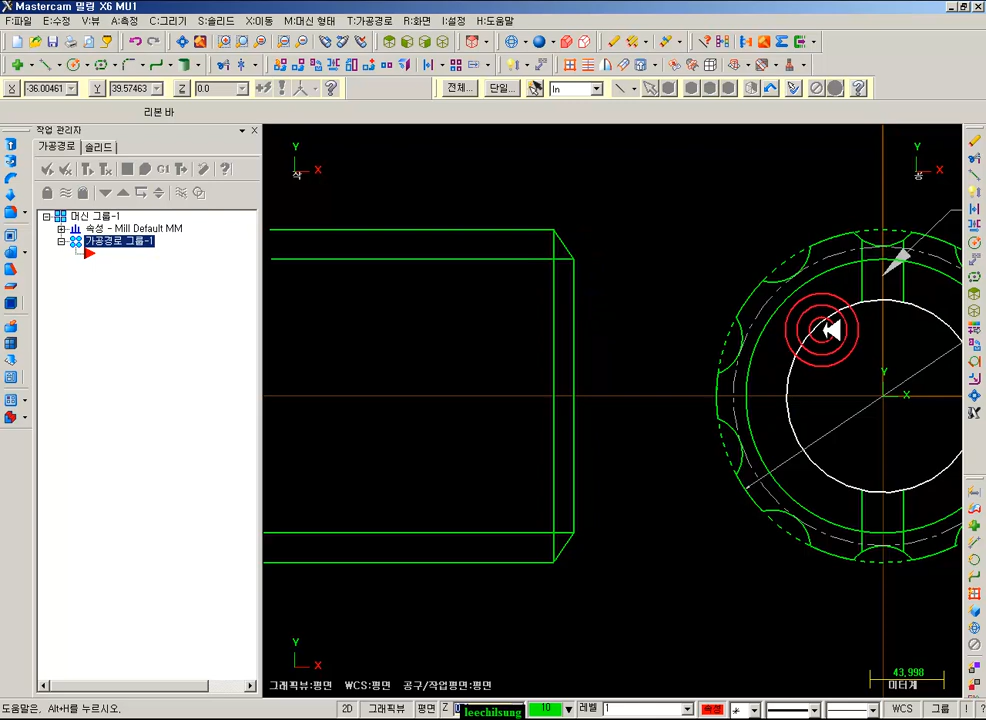 Mastercam 밀링 X6 MU1
F:파일 E:수정 V:뷰 A:측정 C:그리기 S:솔리드 X:이동 M:머신 형태 T:가공경로 R:화면 I:설정 H:도움말
X -36.00461 Y 39.57463 Z 0.0 전체... 단일... In
리본 바
작업 관리자
가공경로 솔리드
G1
머신 그룹-1
속성 - Mill Default MM
가공경로 그룹-1
Y
X
Y
X
Y
X
Y
X
그래픽뷰:평면 WCS:평면 공구/작업평면:평면
43,998
미터계
도움말은, Alt+H를 누르시오.
2D 그래픽뷰 평면 Z 10 레벨 1 속성 WCS 그룹 ! ?
leechilsung